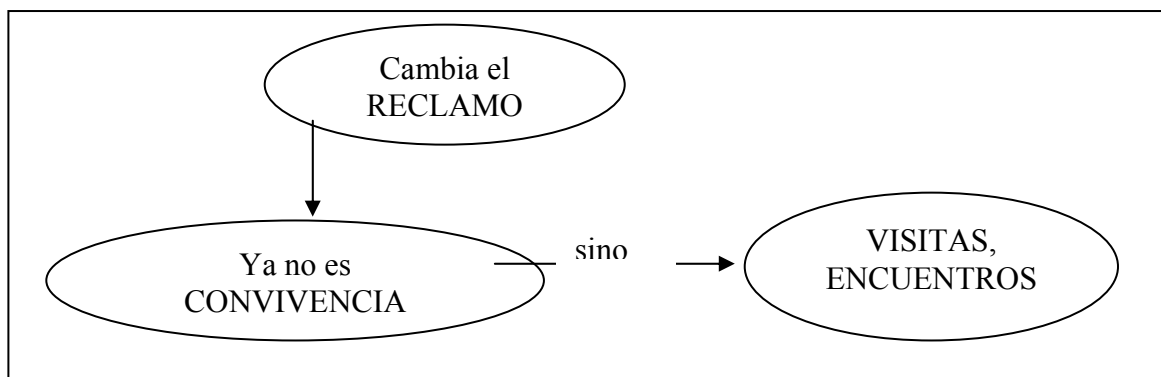 Cambia el
RECLAMO
Ya no es
CONVIVENCIA
sino
VISITAS,
ENCUENTROS